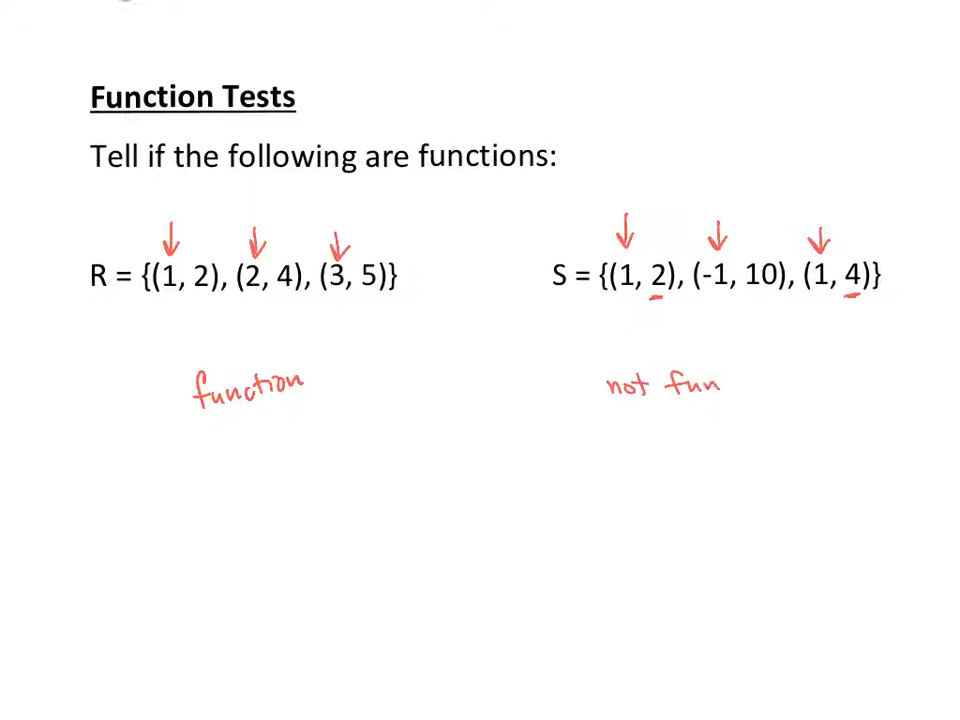 Function Tests
Tell if the following are functions:
R = {(1, 2), (2, 4), (3, 5)}
S = {(1, 2), (-1, 10), (1, 4)}
function
not fun